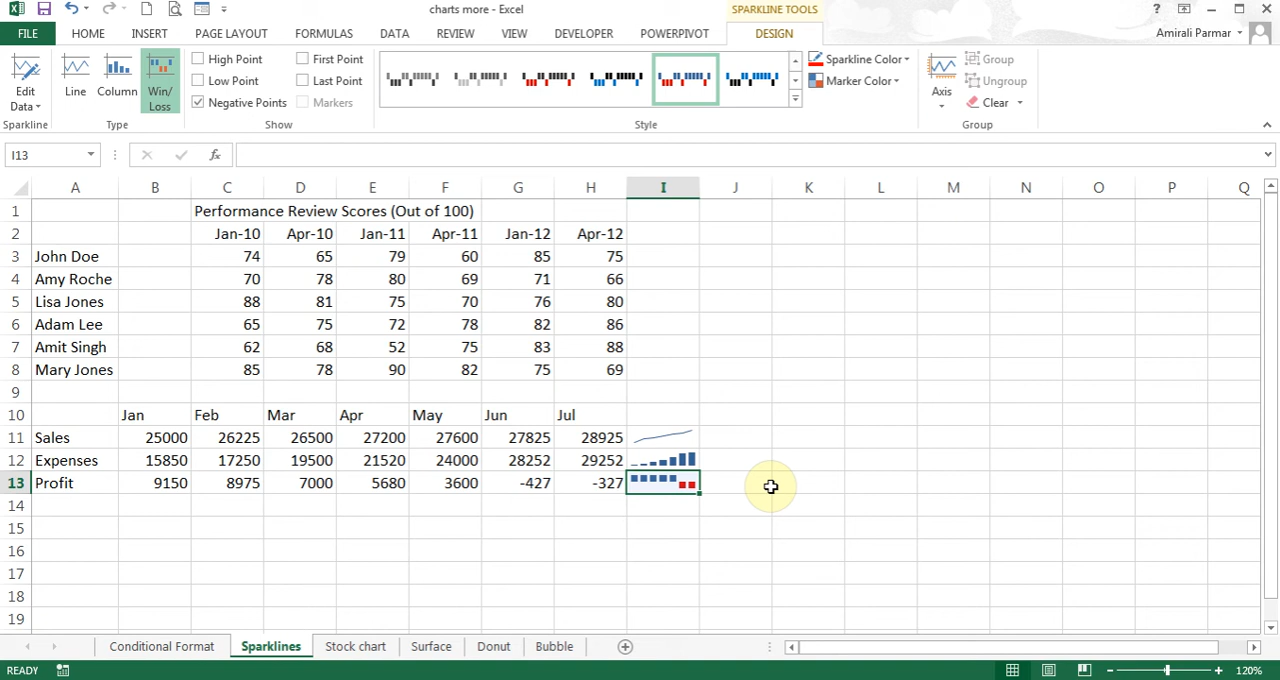 charts more - Excel
SPARKLINE TOOLS
?
FILE HOME INSERT PAGE LAYOUT FORMULAS DATA REVIEW VIEW DEVELOPER POWERPIVOT DESIGN Amirali Parmar
Edit Data
Line
Column
Win/
Loss
High Point First Point
Low Point Last Point
Negative Points Markers
Sparkline Color
Marker Color
Axis
Group
Ungroup
Clear
Sparkline Type Show Style Group
I13 fx
A B C D E F G H I J K L M N O P Q
1 Performance Review Scores (Out of 100)
2 Jan-10 Apr-10 Jan-11 Apr-11 Jan-12 Apr-12
3 John Doe 74 65 79 60 85 75
4 Amy Roche 70 78 80 69 71 66
5 Lisa Jones 88 81 75 70 76 80
6 Adam Lee 65 75 72 78 82 86
7 Amit Singh 62 68 52 75 83 88
8 Mary Jones 85 78 90 82 75 69
9
10 Jan Feb Mar Apr May Jun Jul
11 Sales 25000 26225 26500 27200 27600 27825 28925
12 Expenses 15850 17250 19500 21520 24000 28252 29252
13 Profit 9150 8975 7000 5680 3600 -427 -327
14
15
16
17
18
19
Conditional Format Sparklines Stock chart Surface Donut Bubble
READY 120%